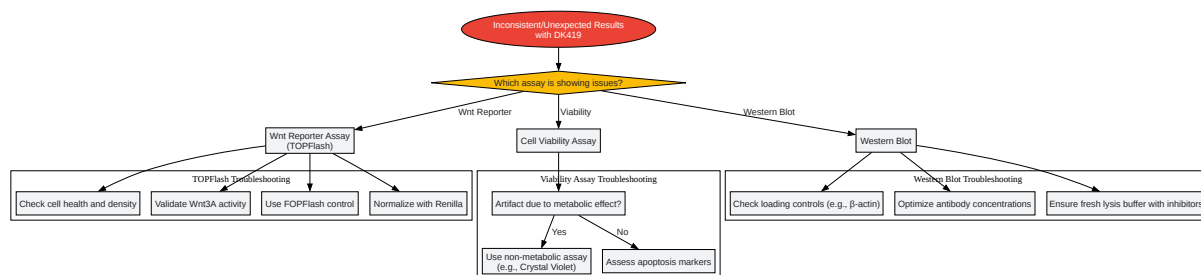 Inconsistent/Unexpected Results
with DK419
Which assay is showing issues?
Wnt Reporter
Viability
Western Blot
Wnt Reporter Assay
(TOPFlash)
Cell Viability Assay
Western Blot
TOPFlash Troubleshooting
Viability Assay Troubleshooting
Western Blot Troubleshooting
Check cell health and density
Validate Wnt3A activity
Use FOPFlash control
Normalize with Renilla
Artifact due to metabolic effect?
Check loading controls (e.g., β-actin)
Optimize antibody concentrations
Ensure fresh lysis buffer with inhibitors
Yes
No
Use non-metabolic assay
(e.g., Crystal Violet)
Assess apoptosis markers